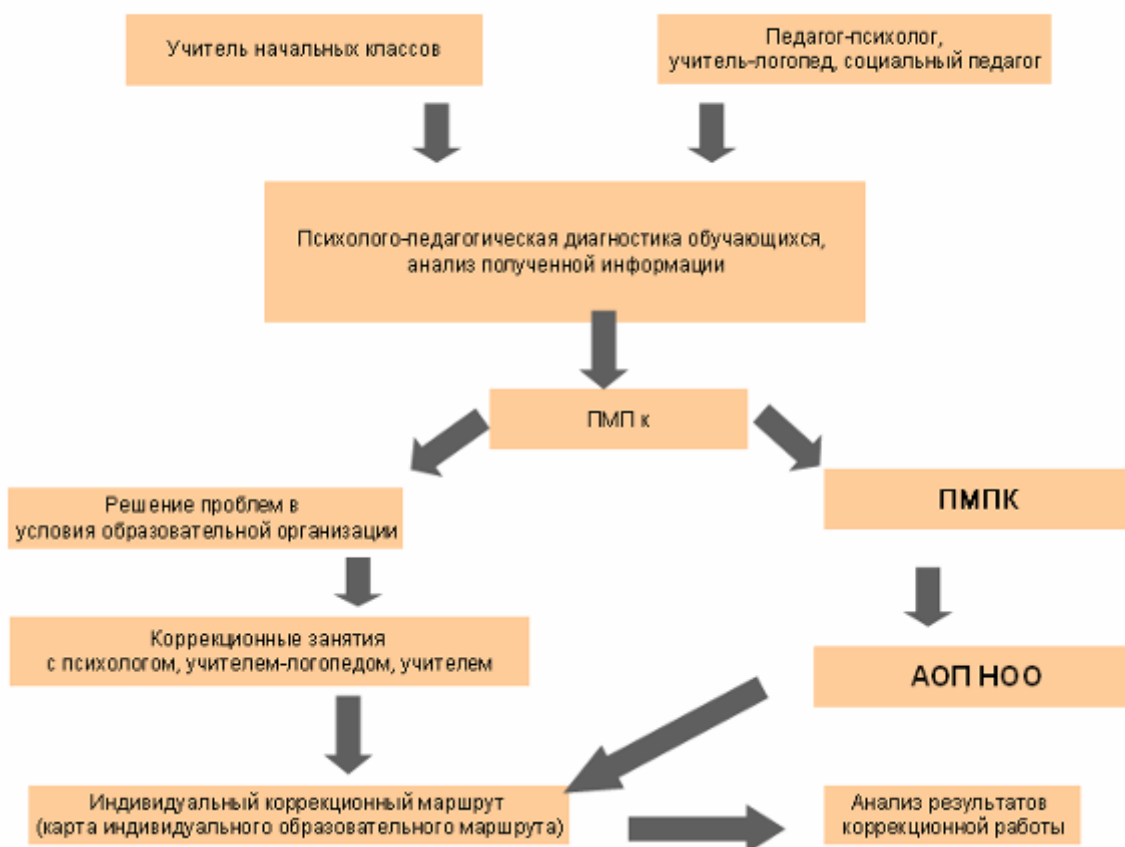 Учитель начальных классов
Педагог-психолог,
учитель-логопед, социальный педагог
Психолого-педагогическая диагностика обучающихся,
анализ полученной информации
ПМП к
Решение проблем в
условия образовательной организации
ПМПК
Коррекционные занятия
с психологом, учителем-логопедом, учителем
АОП НОО
Индивидуальный коррекционный маршрут
(карта индивидуального образовательного маршрута)
Анализ результатов
коррекционной работы